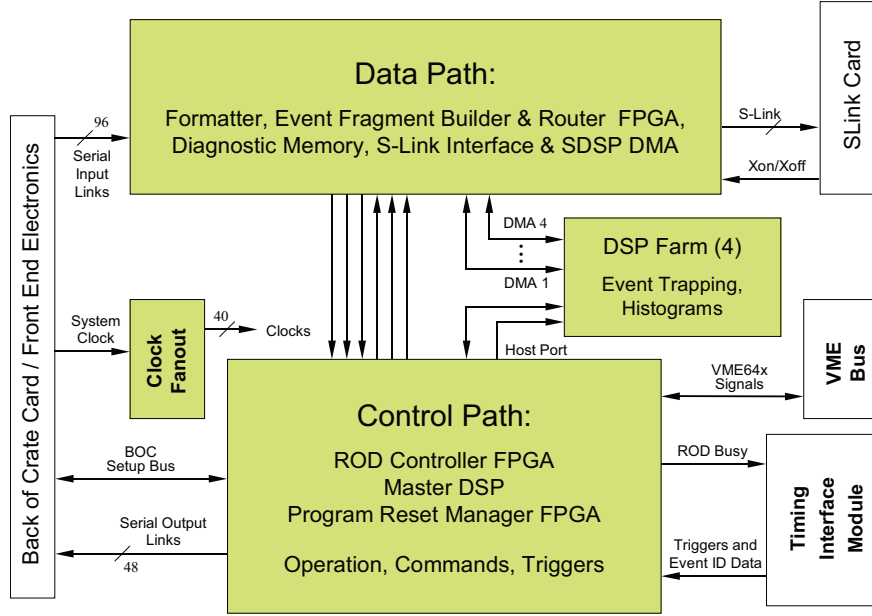 Data Path:
Formatter, Event Fragment Builder & Router FPGA,
Diagnostic Memory, S-Link Interface & SDSP DMA
SLink Card
S-Link
Xon/Xoff
Back of Crate Card / Front End Electronics
96
Serial
Input
Links
DMA 4
DMA 1
DSP Farm (4)
Event Trapping,
Histograms
System
Clock
Clock
Fanout
40
Clocks
Host Port
VME64x
Signals
VME
Bus
Control Path:
ROD Controller FPGA
Master DSP
Program Reset Manager FPGA
Operation, Commands, Triggers
BOC
Setup Bus
Serial Output
Links
48
ROD Busy
Triggers and
Event ID Data
Timing
Interface
Module